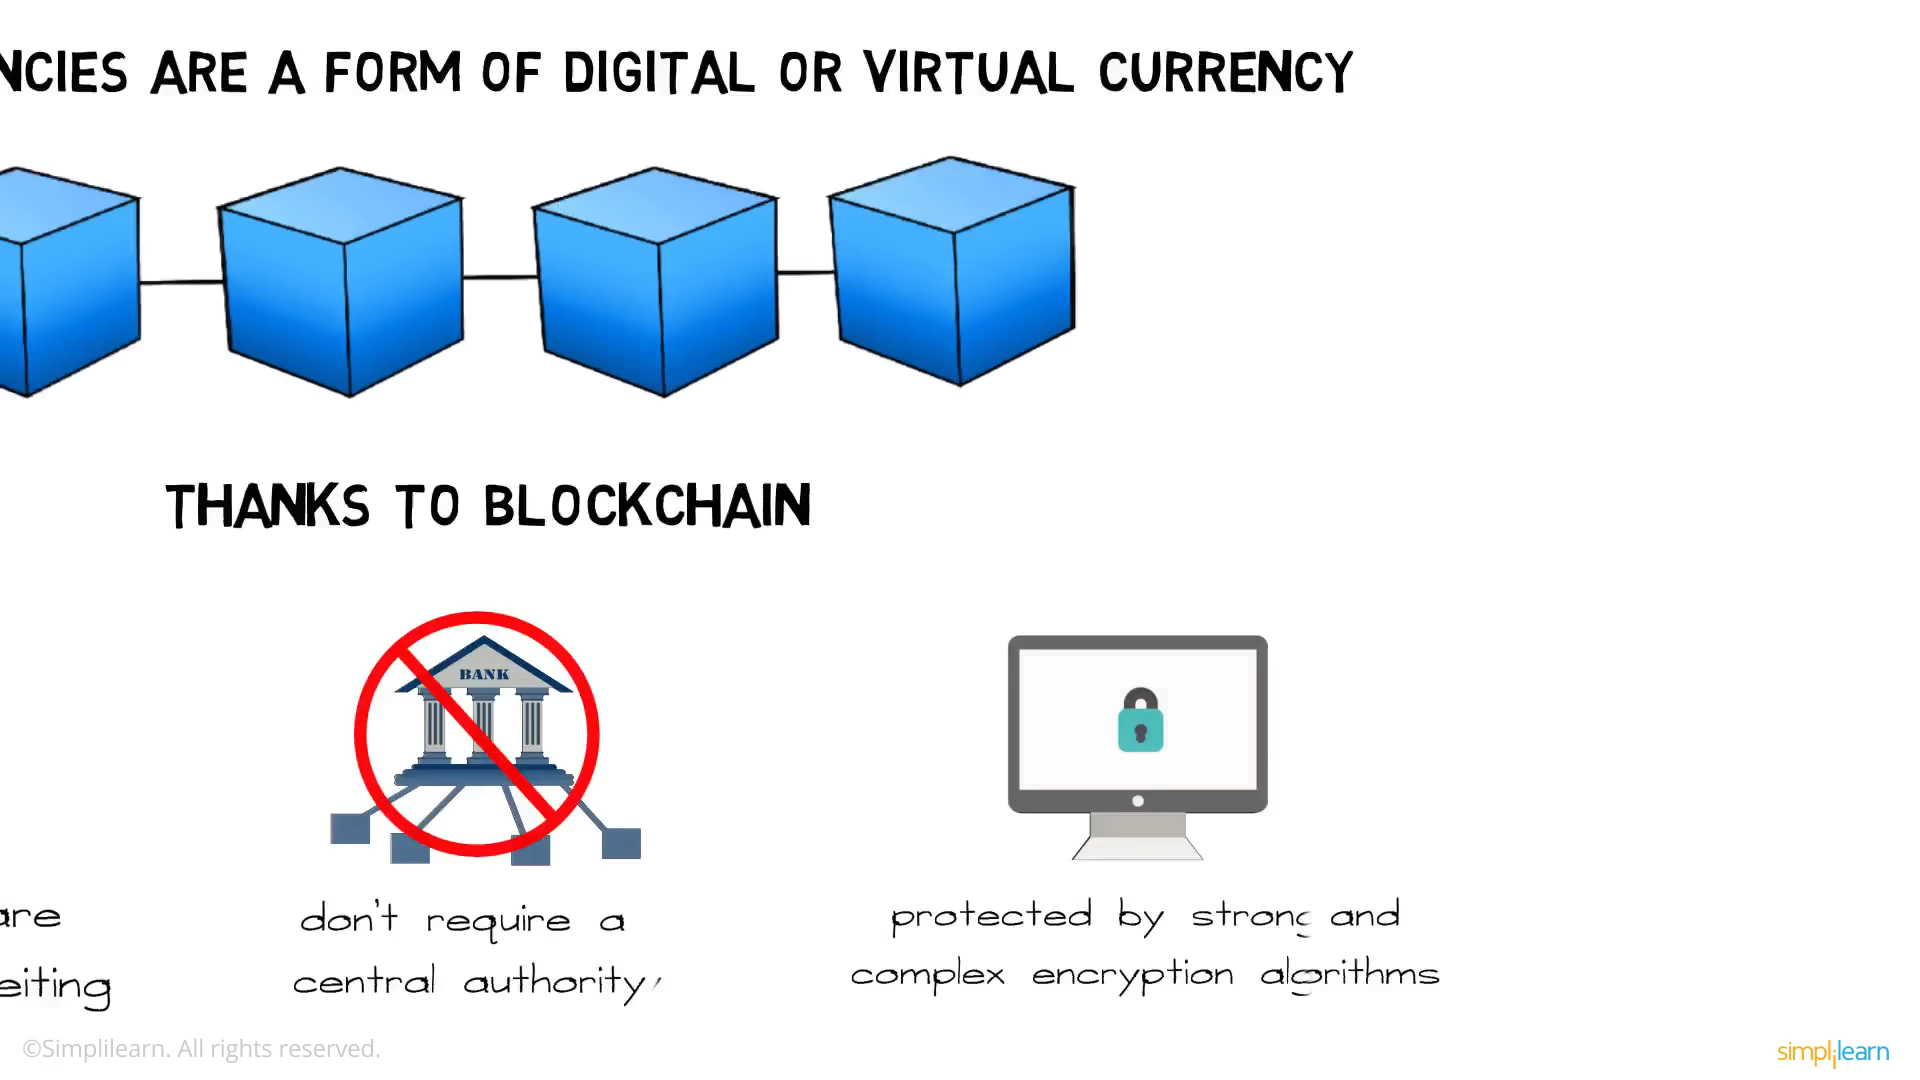 NCIES ARE A FORM OF DIGITAL OR VIRTUAL CURRENCY
THANKS TO BLOCKCHAIN
BANK
are
eiting
don't require a
central authority
protected by strong and
complex encryption algorithms
©Simplilearn. All rights reserved.
simplilearn